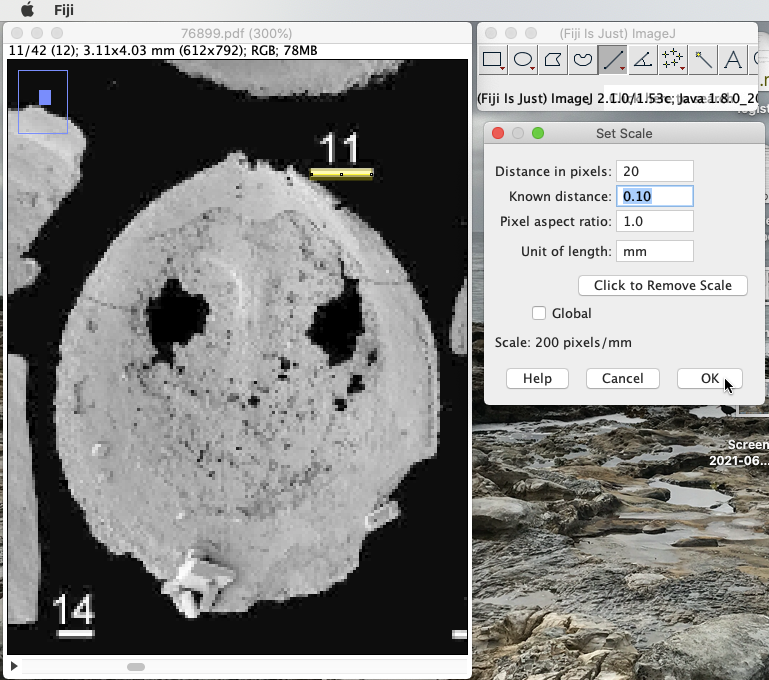 Fiji
76899.pdf (300%)
11/42 (12); 3.11x4.03 mm (612x792); RGB; 78MB
11
14
(Fiji Is Just) ImageJ
(Fiji Is Just) ImageJ 2.1.0/1.53c; Java 1.8.0_20
Set Scale
Distance in pixels: 20
Known distance: 0.10
Pixel aspect ratio: 1.0
Unit of length: mm
Click to Remove Scale
Global
Scale: 200 pixels/mm
Help Cancel OK
Screen
2021-06...